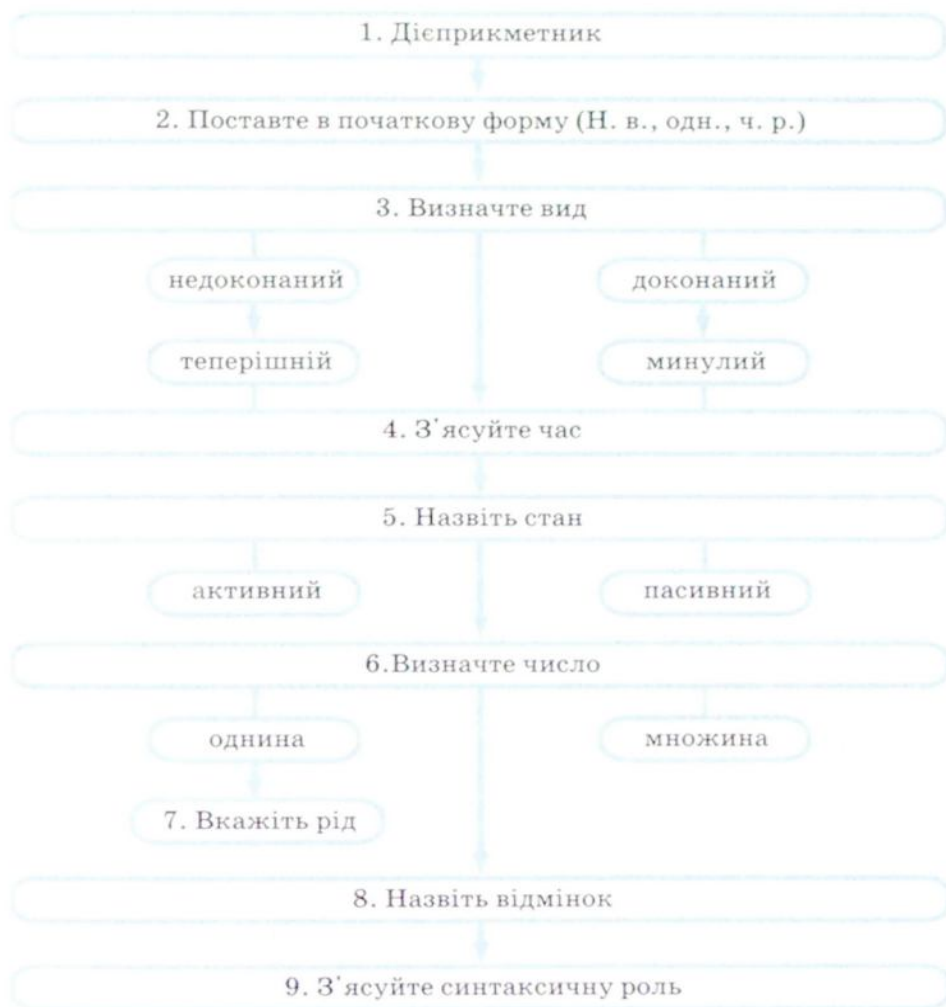 1. Дієприкметник
2. Поставте в початкову форму (Н. в., одн., ч. р.)
3. Визначте вид
недоконаний
доконаний
теперішній
минулий
4. З'ясуйте час
5. Назвіть стан
активний
пасивний
6.Визначте число
однина
множина
7. Вкажіть рід
8. Назвіть відмінок
9. З'ясуйте синтаксичну роль